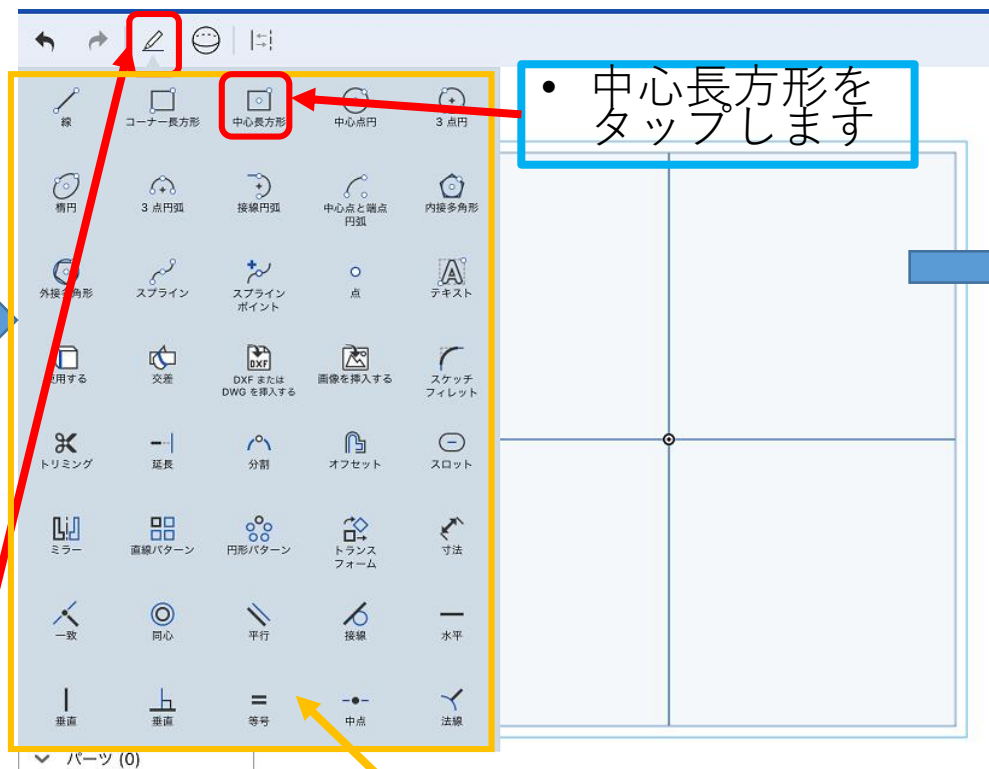 • 中心長方形を
タップします
線
コーナー長方形
中心長方形
中心点円
3 点円
楕円
3 点円弧
接線円弧
中心点と端点
円弧
内接多角形
外接多角形
スプライン
スプライン
ポイント
点
テキスト
使用する
交差
DXF
DXF または
DWG を挿入する
画像を挿入する
スケッチ
フィレット
トリミング
延長
分割
オフセット
スロット
ミラー
直線パターン
円形パターン
トランス
フォーム
寸法
一致
同心
平行
接線
水平
垂直
垂直
等号
中点
法線
パーツ (0)